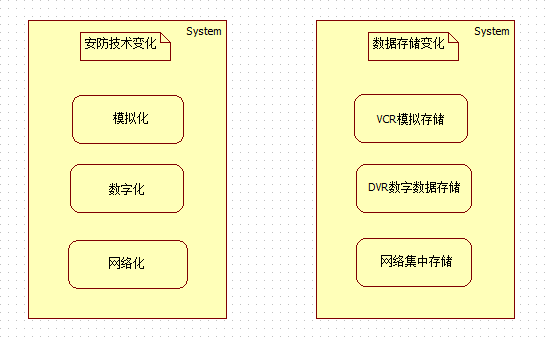 System
安防技术变化
模拟化
数字化
网络化
System
数据存储变化
VCR模拟存储
DVR数字数据存储
网络集中存储